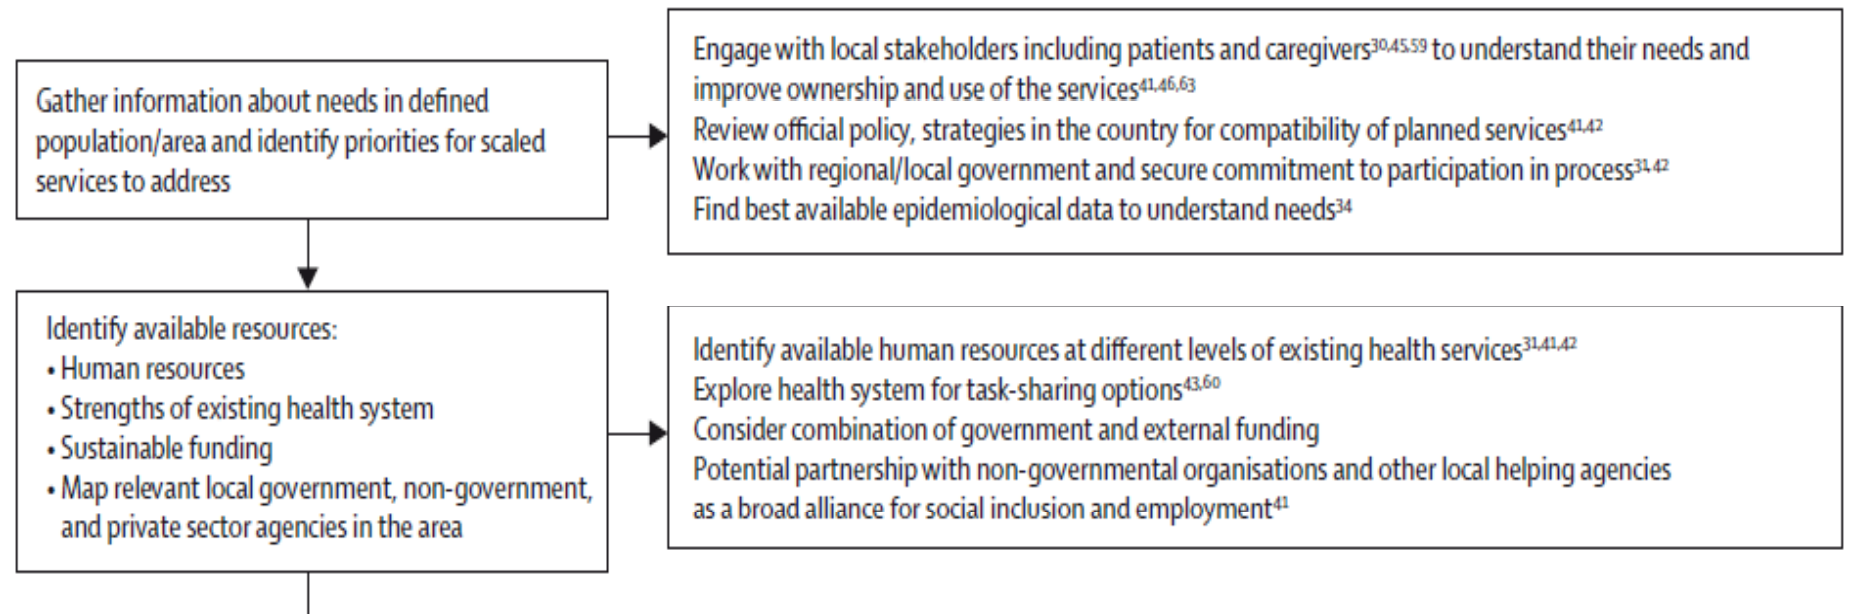 Gather information about needs in defined
population/area and identify priorities for scaled
services to address
Engage with local stakeholders including patients and caregivers30,45,59 to understand their needs and
improve ownership and use of the services41,46,63
Review official policy, strategies in the country for compatibility of planned services41,42
Work with regional/local government and secure commitment to participation in process31,42
Find best available epidemiological data to understand needs34
Identify available resources:
• Human resources
• Strengths of existing health system
• Sustainable funding
• Map relevant local government, non-government,
and private sector agencies in the area
Identify available human resources at different levels of existing health services31,41,42
Explore health system for task-sharing options43,60
Consider combination of government and external funding
Potential partnership with non-governmental organisations and other local helping agencies
as a broad alliance for social inclusion and employment41